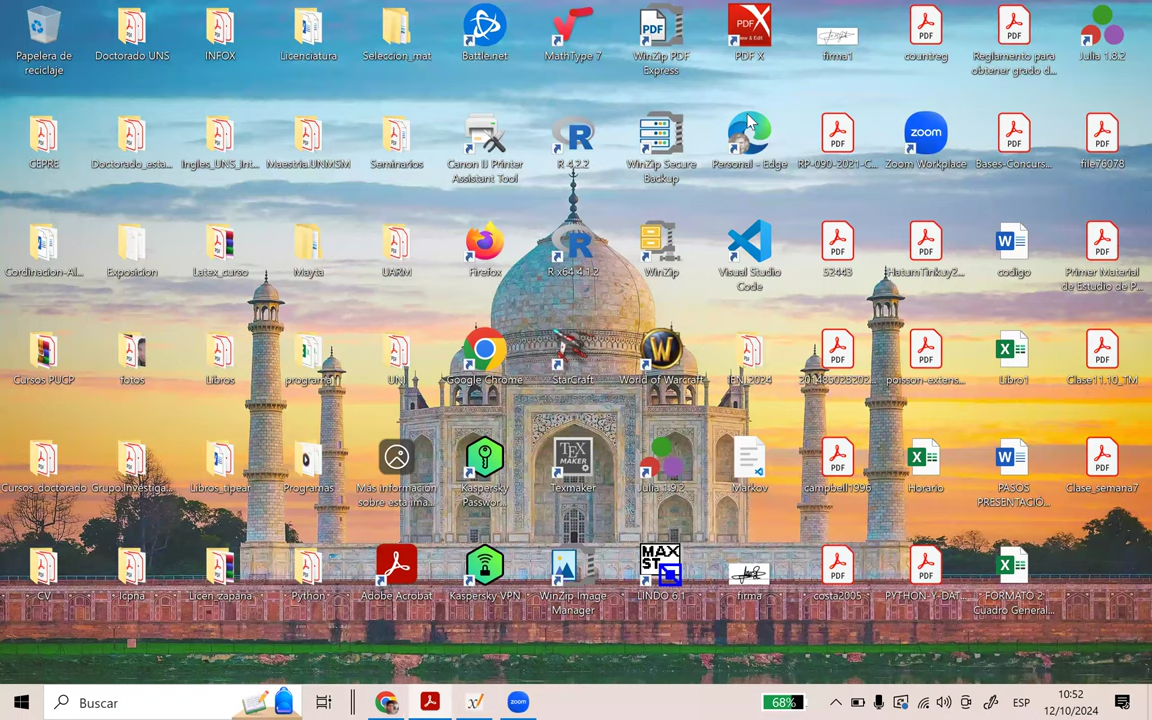 Papelera de
reciclaje
Doctorado UNS
INFOX
Licenciatura
Selección_mat
Battle.net
MathType 7
WinZip PDF
Express
PDF X
firma1
countreg
Reglamento para
obtener grado d...
Julia 1.8.2
CEPRE
Doctorado_esta...
Ingles_UNS_Int...
Maestria.UNMSM
Seminarios
Canon IJ Printer
Assistant Tool
R 4.2.2
WinZip Secure
Backup
Personal - Edge
RP-090-2021-C...
Zoom Workplace
Bases-Concurs...
file76078
Cordinacion-Al...
Exposicion
Latex_curso
Mayta
UARM
Firefox
R x64 4.1.2
WinZip
Visual Studio
Code
52443
HatumTinkuy2...
codigo
Primer Material
de Estudio de P...
Cursos PUCP
fotos
Libros
programa
UNI
Google Chrome
StarCraft
World of Warcraft
poisson-extens...
Libro1
Clase11.10_TM
Cursos_doctorado
Grupo.Investiga...
Libros_tipear
Programas
Más información
sobre esta ima...
Kaspersky
Passwor...
Texmaker
Julia 1.9.2
Markov
campbell1996
Horario
PASOS
PRESENTACIÓ...
Clase_semana7
CV
Icpna
Licen_zapana
Python
Adobe Acrobat
Kaspersky VPN
WinZip Image
Manager
LINDO 6.1
firma
costa2005
PYTHON-Y-DAT...
FORMATO 2:
Cuadro General...
Buscar
68%
ESP
10:52
12/10/2024